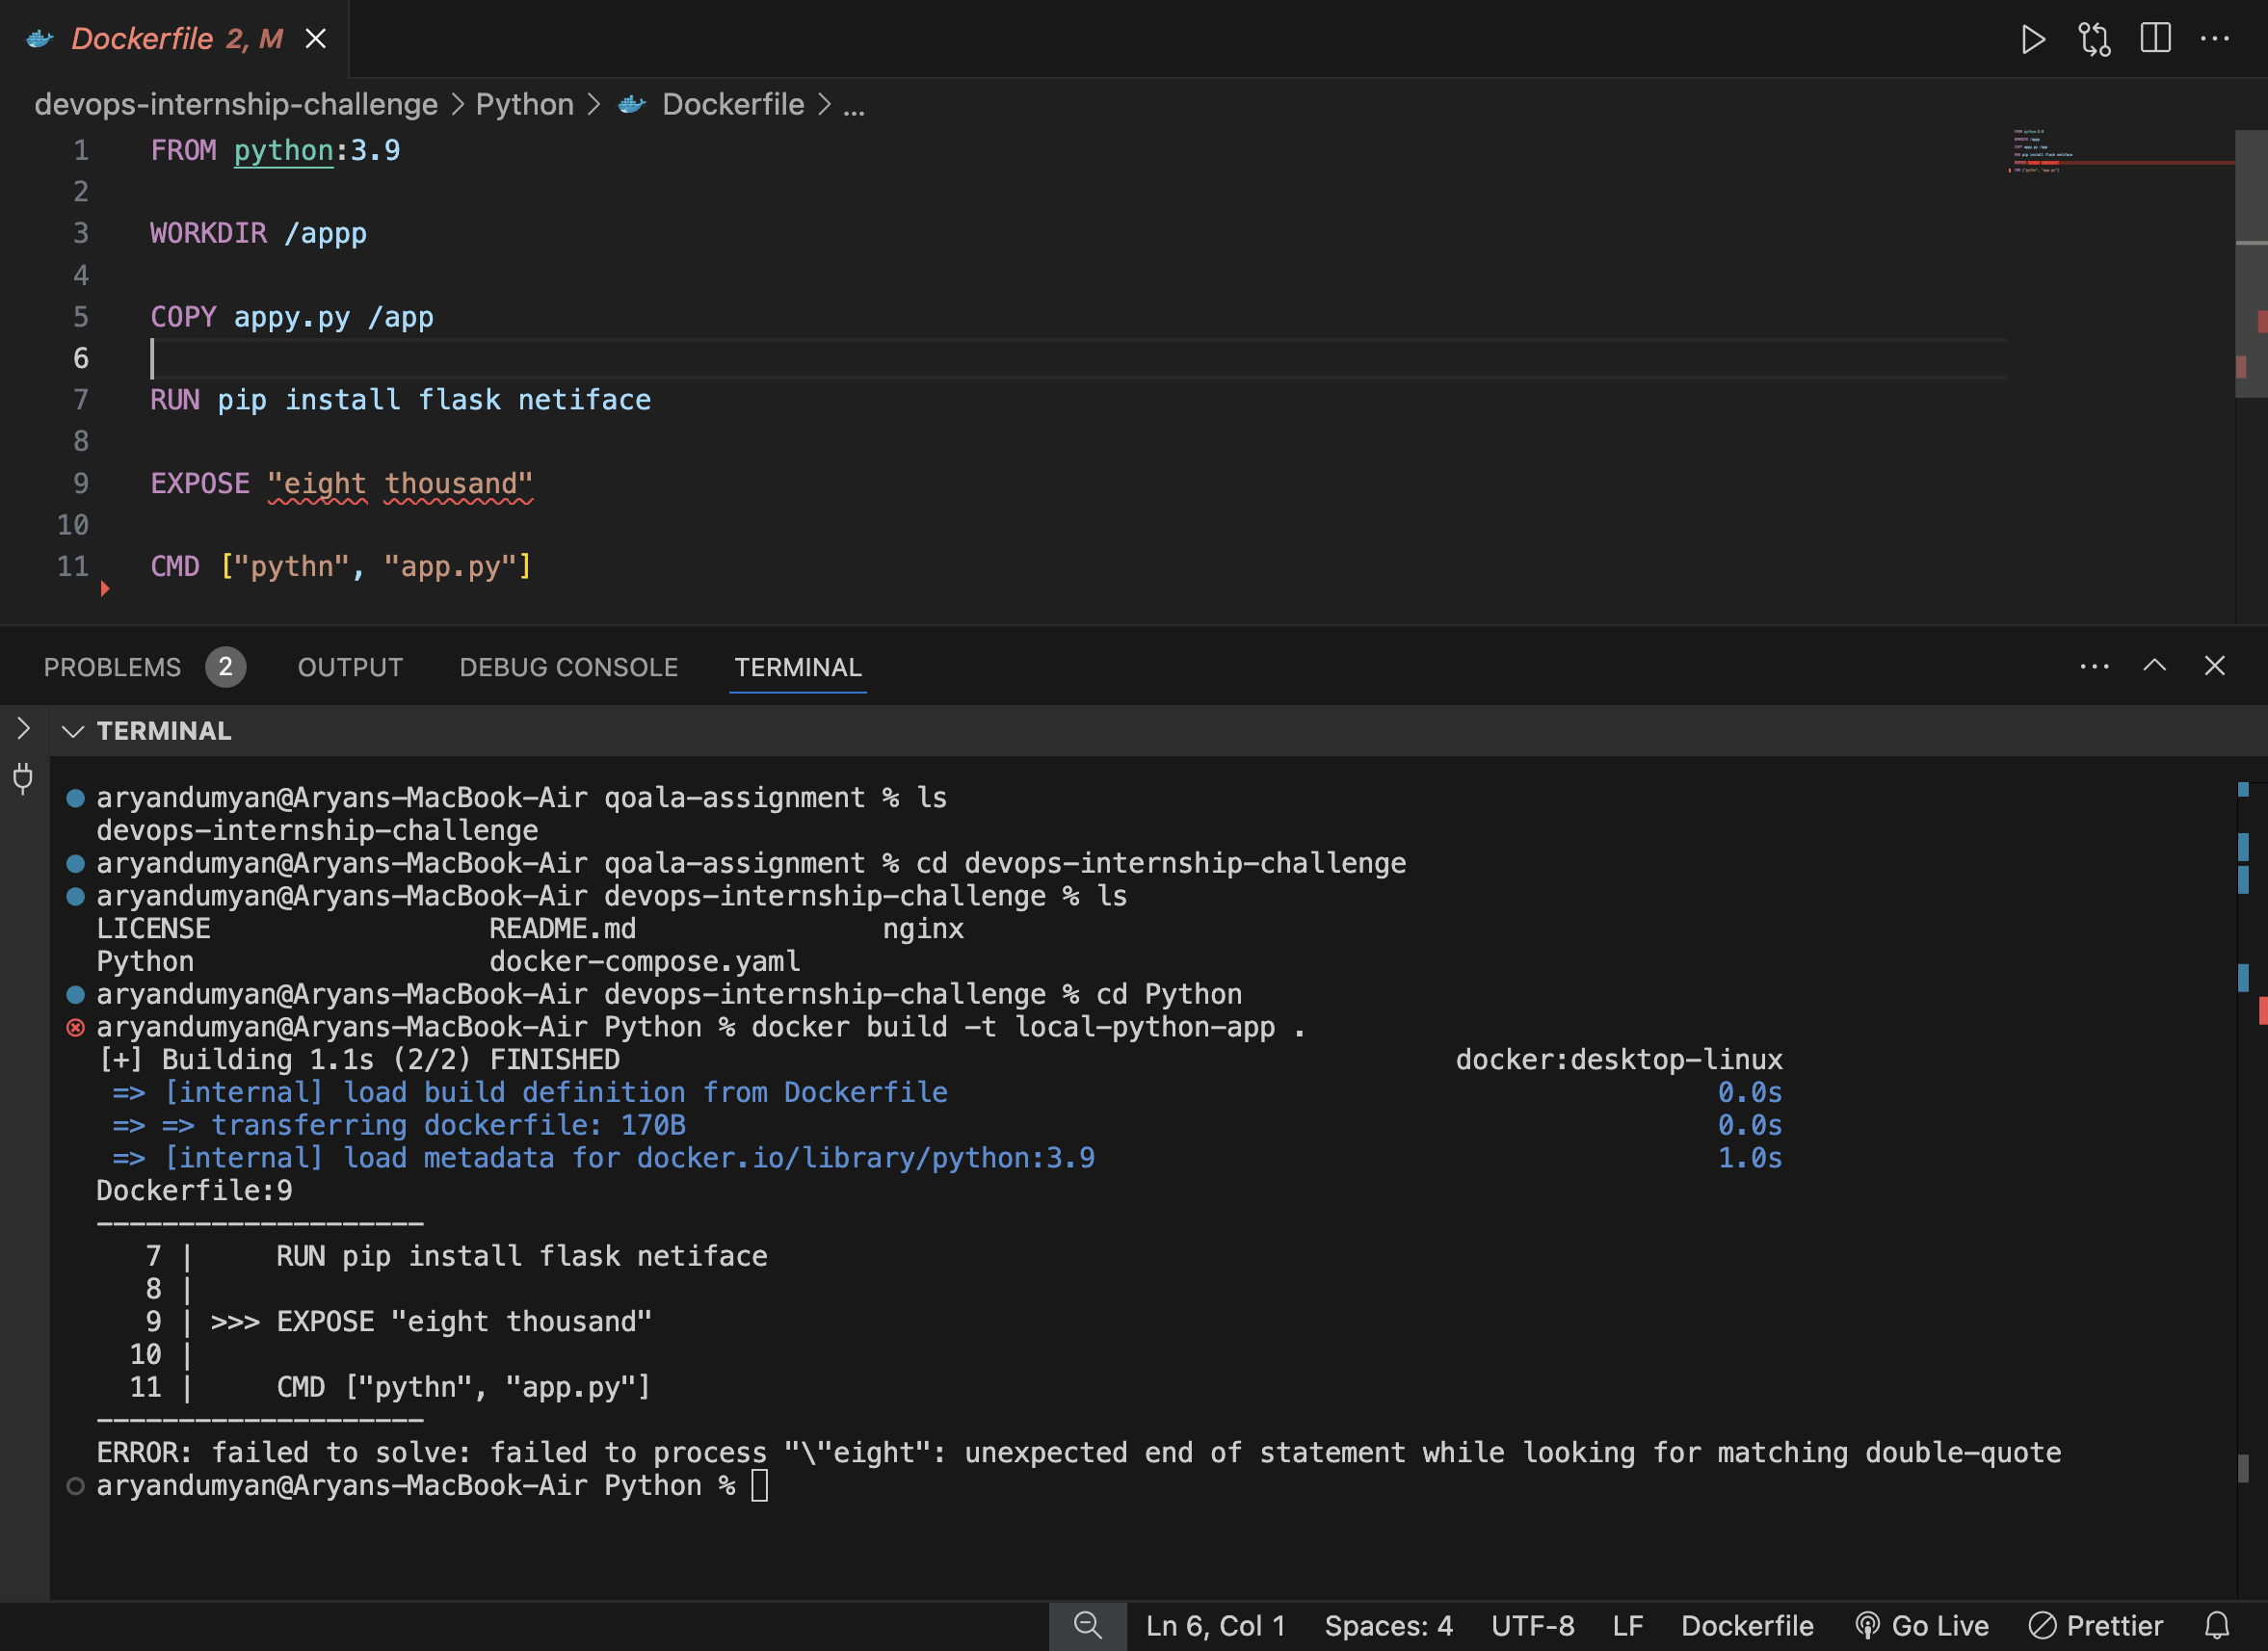 Dockerfile 2, M
devops-internship-challenge > Python > Dockerfile > ...
1 FROM python:3.9
2
3 WORKDIR /appp
4
5 COPY appy.py /app
6
7 RUN pip install flask netiface
8
9 EXPOSE "eight thousand"
10
11 CMD ["pythn", "app.py"]
PROBLEMS 2 OUTPUT DEBUG CONSOLE TERMINAL
TERMINAL
aryandumyan@Aryans-MacBook-Air qoala-assignment % ls
devops-internship-challenge
aryandumyan@Aryans-MacBook-Air qoala-assignment % cd devops-internship-challenge
aryandumyan@Aryans-MacBook-Air devops-internship-challenge % ls
LICENSE README.md nginx
Python docker-compose.yaml
aryandumyan@Aryans-MacBook-Air devops-internship-challenge % cd Python
aryandumyan@Aryans-MacBook-Air Python % docker build -t local-python-app .
[+] Building 1.1s (2/2) FINISHED docker:desktop-linux
=> [internal] load build definition from Dockerfile 0.0s
=> => transferring dockerfile: 170B 0.0s
=> [internal] load metadata for docker.io/library/python:3.9 1.0s
Dockerfile:9
--------------------
7 | RUN pip install flask netiface
8 |
9 | >>> EXPOSE "eight thousand"
10 |
11 | CMD ["pythn", "app.py"]
--------------------
ERROR: failed to solve: failed to process "\"eight": unexpected end of statement while looking for matching double-quote
aryandumyan@Aryans-MacBook-Air Python %
Ln 6, Col 1 Spaces: 4 UTF-8 LF Dockerfile Go Live Prettier